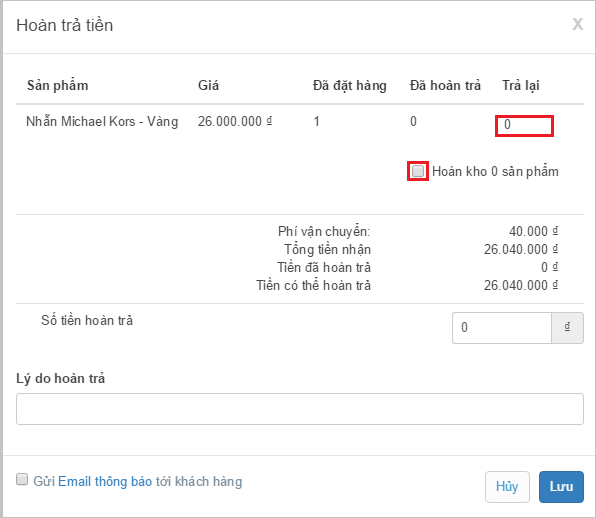 Hoàn trả tiền X
Sản phẩm Giá Đã đặt hàng Đã hoàn trả Trả lại
Nhẫn Michael Kors - Vàng 26.000.000 ₫ 1 0 0
Hoàn kho 0 sản phẩm
Phí vận chuyển: 40.000 ₫
Tổng tiền nhận 26.040.000 ₫
Tiền đã hoàn trả 0 ₫
Tiền có thể hoàn trả 26.040.000 ₫
Số tiền hoàn trả 0 ₫
Lý do hoàn trả
Gửi Email thông báo tới khách hàng Hủy Lưu